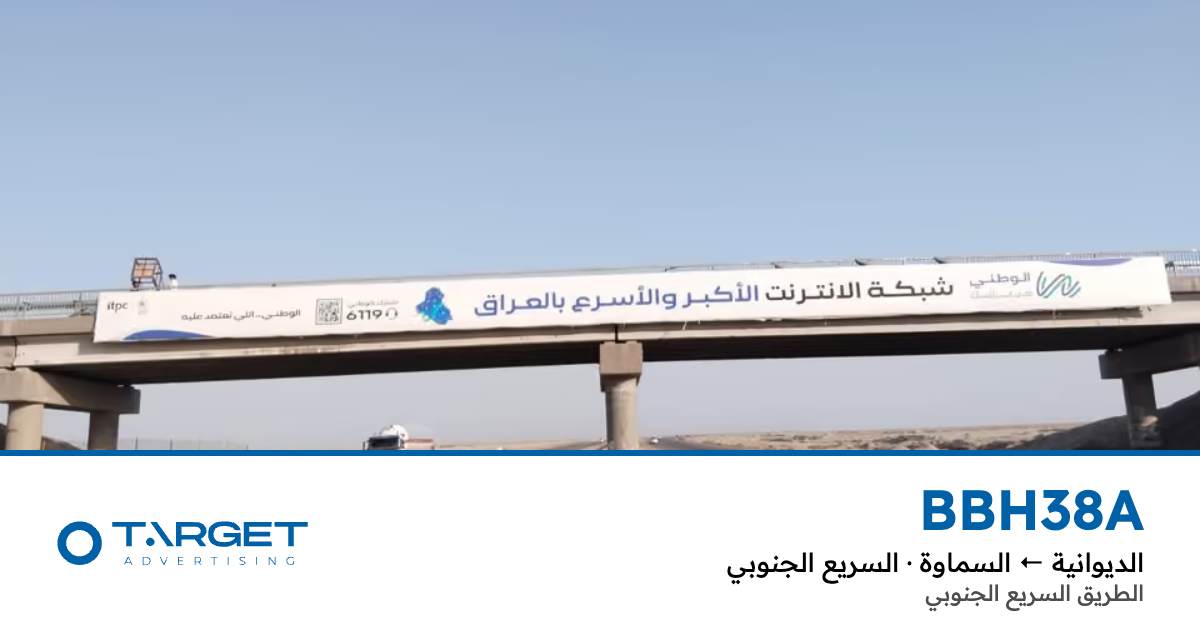 الوطني
شبكة الانترنت الأكبر والأسرع بالعراق
6119
الوطني..اللي تعتمد عليه
itpc
BBH38A
الديوانية ← السماوة · السريع الجنوبي
الطريق السريع الجنوبي
TARGET
ADVERTISING